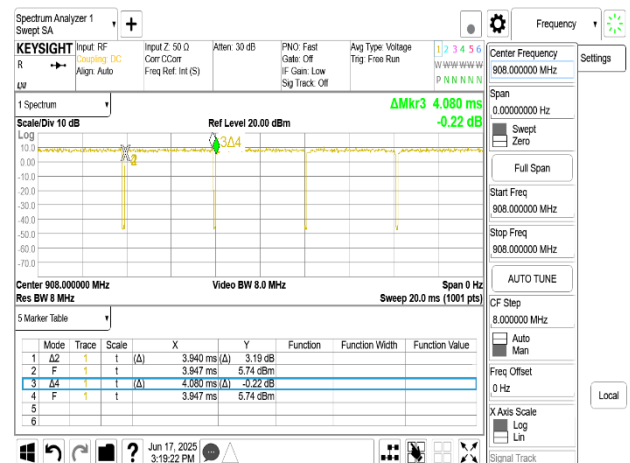 Spectrum Analyzer 1
Swept SA
+
Frequency
KEYSIGHT
R
Input: RF
Coupling: DC
Align: Auto
Input Z: 50 Ω
Corr CCorr
Freq Ref: Int (S)
Atten: 30 dB
PNO: Fast
Gate: Off
IF Gain: Low
Sig Track: Off
Avg Type: Voltage
Trig: Free Run
1 2 3 4 5 6
W W W W W W
P N N N N N
LXI
1 Spectrum
ΔMkr3 4.080 ms
-0.22 dB
Scale/Div 10 dB
Ref Level 20.00 dBm
Log
10.0
0.00
-10.0
-20.0
-30.0
-40.0
-50.0
-60.0
-70.0
2
3Δ4
Center 908.000000 MHz
Video BW 8.0 MHz
Span 0 Hz
Res BW 8 MHz
Sweep 20.0 ms (1001 pts)
5 Marker Table
Mode Trace Scale X Y Function Function Width Function Value
1 Δ2 1 t (Δ) 3.940 ms (Δ) 3.19 dB
2 F 1 t 3.947 ms 5.74 dBm
3 Δ4 1 t (Δ) 4.080 ms (Δ) -0.22 dB
4 F 1 t 3.947 ms 5.74 dBm
5
6
?
Jun 17, 2025
3:19:22 PM
Center Frequency
908.000000 MHz
Span
0.00000000 Hz
Swept
Zero
Full Span
Start Freq
908.000000 MHz
Stop Freq
908.000000 MHz
AUTO TUNE
CF Step
8.000000 MHz
Auto
Man
Freq Offset
0 Hz
X Axis Scale
Log
Lin
Signal Track
Settings
Local